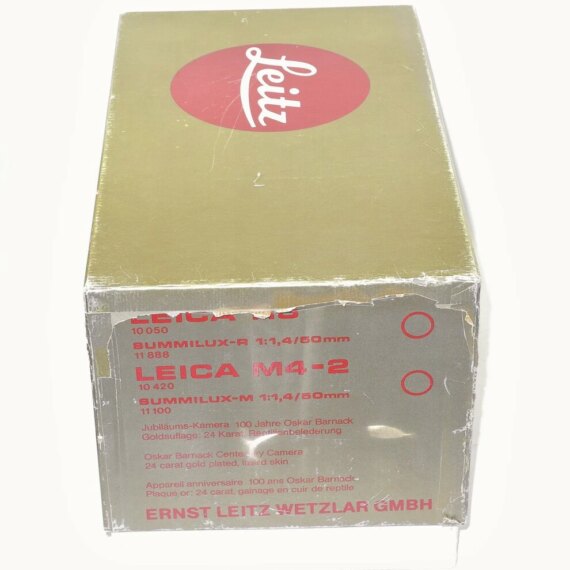 Leitz
LEICA
10 050
SUMMILUX-R 1:1,4/50mm
11 888
LEICA M4-2
10 420
SUMMILUX-M 1:1,4/50mm
11 100
Jubiläums-Kamera 100 Jahre Oskar Barnack
Goldauflage: 24 Karat, Reptilienbelederung
Oskar Barnack Centenary Camera
24 carat gold plated, lizard skin
Appareil anniversaire 100 ans Oskar Barnack
Plaqué or: 24 carat, gainage en cuir de reptile
ERNST LEITZ WETZLAR GMBH